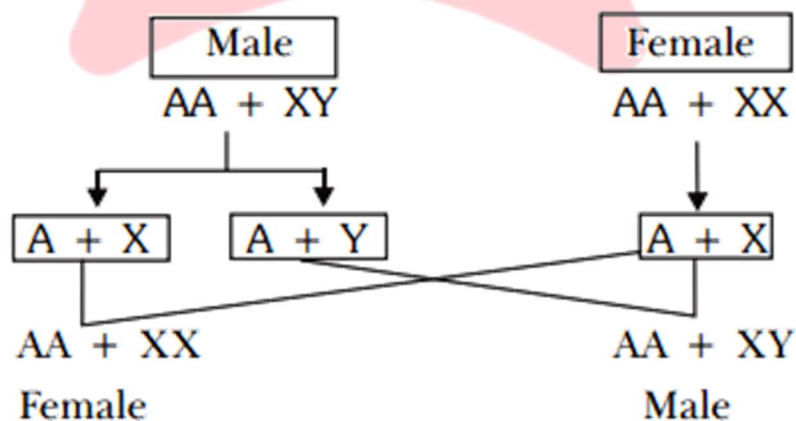 Male Female
AA + XY AA + XX
A + X A + Y A + X
AA + XX AA + XY
Female Male